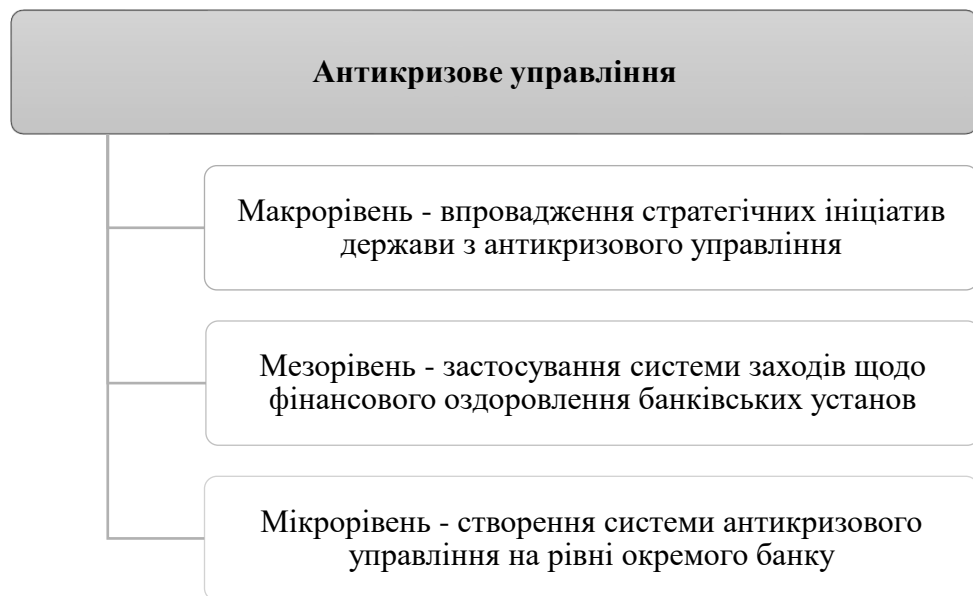 Антикризове управління
Макрорівень - впровадження стратегічних ініціатив
держави з антикризового управління
Мезорівень - застосування системи заходів щодо
фінансового оздоровлення банківських установ
Мікрорівень - створення системи антикризового
управління на рівні окремого банку